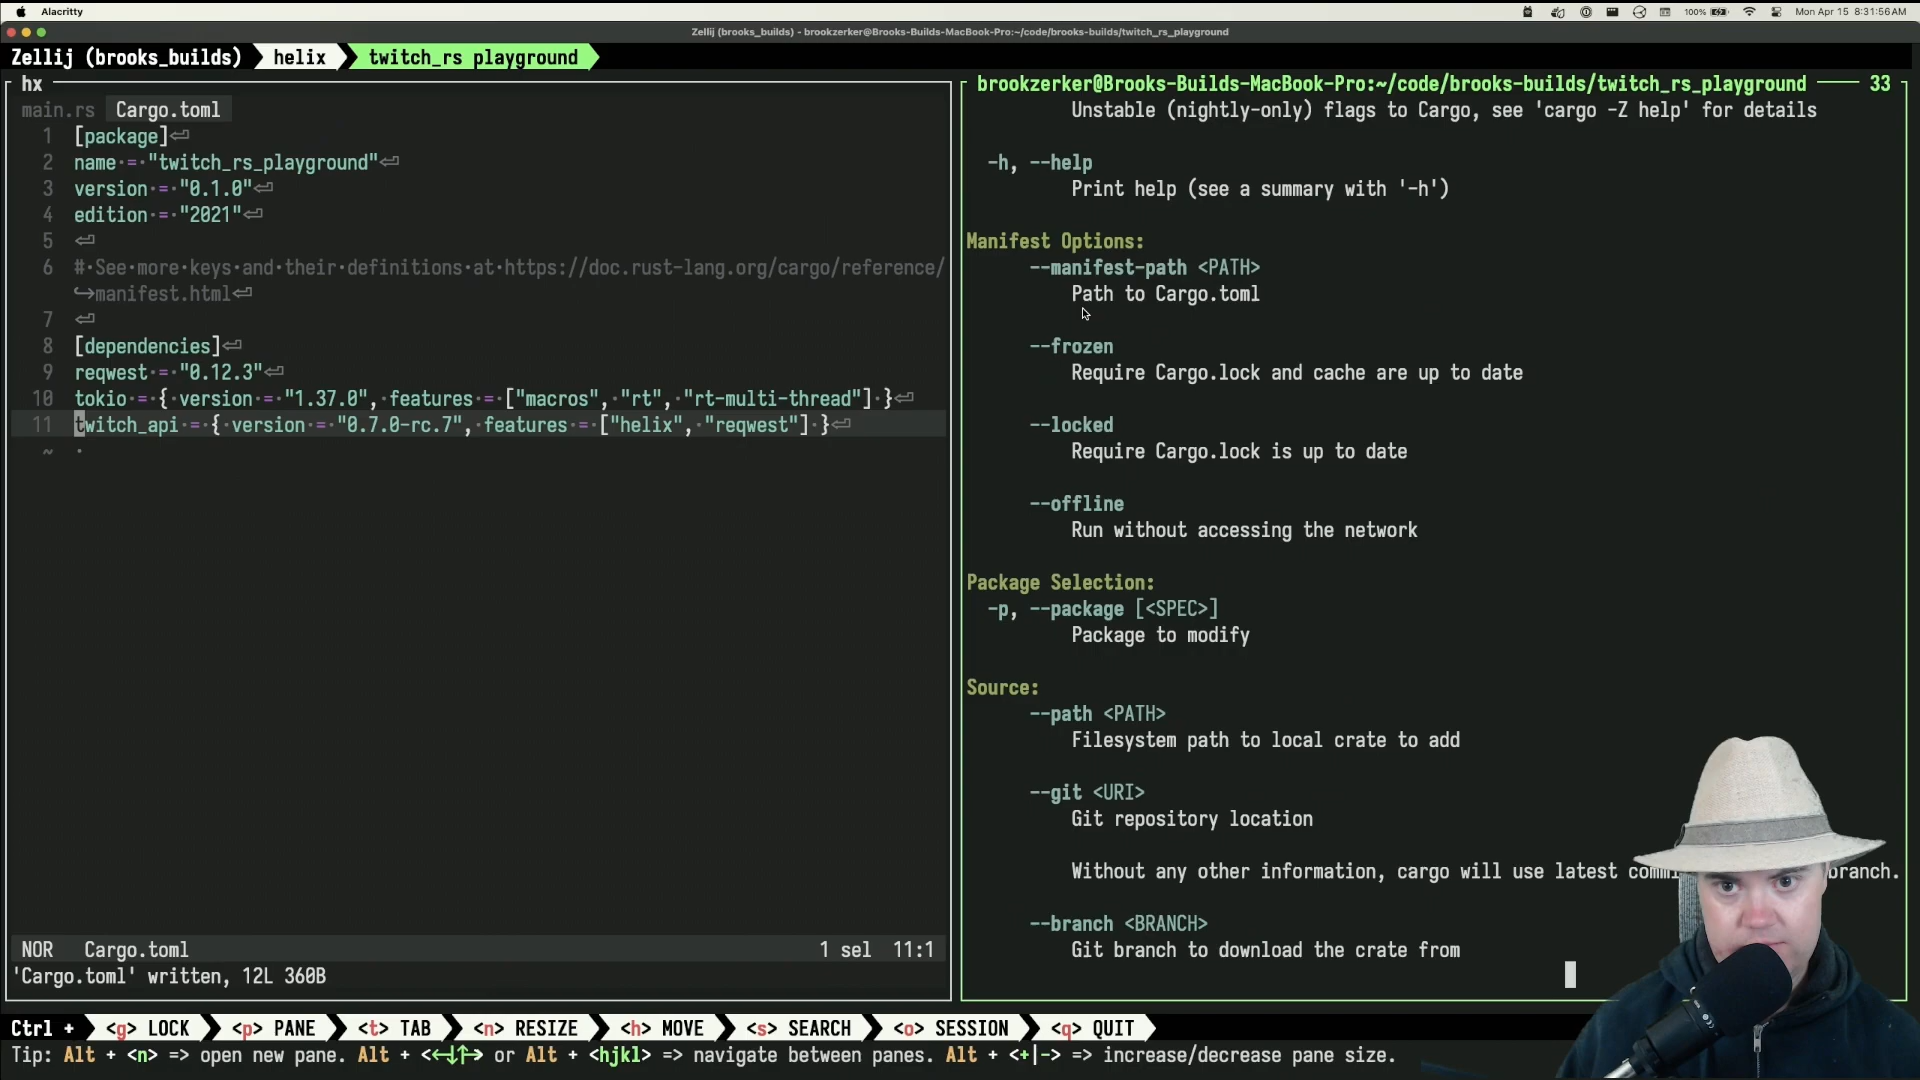 Alacritty
100%
Mon Apr 15 8:31:56AM
Zellij (brooks_builds) - brookzerker@Brooks-Builds-MacBook-Pro:~/code/brooks-builds/twitch_rs_playground
Zellij (brooks_builds) helix twitch_rs playground
hx
main.rs Cargo.toml
1 [package]⏎
2 name·=·"twitch_rs_playground"⏎
3 version·=·"0.1.0"⏎
4 edition·=·"2021"⏎
5 ⏎
6 #·See·more·keys·and·their·definitions·at·https://doc.rust-lang.org/cargo/reference/
↪manifest.html⏎
7 ⏎
8 [dependencies]⏎
9 reqwest·=·"0.12.3"⏎
10 tokio·=·{·version·=·"1.37.0",·features·=·["macros",·"rt",·"rt-multi-thread"]·}⏎
11 twitch_api·=·{·version·=·"0.7.0-rc.7",·features·=·["helix",·"reqwest"]·}⏎
~
NOR Cargo.toml 1 sel 11:1
'Cargo.toml' written, 12L 360B
brookzerker@Brooks-Builds-MacBook-Pro:~/code/brooks-builds/twitch_rs_playground 33
Unstable (nightly-only) flags to Cargo, see 'cargo -Z help' for details
-h, --help
Print help (see a summary with '-h')
Manifest Options:
--manifest-path <PATH>
Path to Cargo.toml
--frozen
Require Cargo.lock and cache are up to date
--locked
Require Cargo.lock is up to date
--offline
Run without accessing the network
Package Selection:
-p, --package [<SPEC>]
Package to modify
Source:
--path <PATH>
Filesystem path to local crate to add
--git <URI>
Git repository location
Without any other information, cargo will use latest branch.
--branch <BRANCH>
Git branch to download the crate from
Ctrl + <g> LOCK <p> PANE <t> TAB <n> RESIZE <h> MOVE <s> SEARCH <o> SESSION <q> QUIT
Tip: Alt + <n> => open new pane. Alt + <←↓↑→> or Alt + <hjkl> => navigate between panes. Alt + <+|-> => increase/decrease pane size.